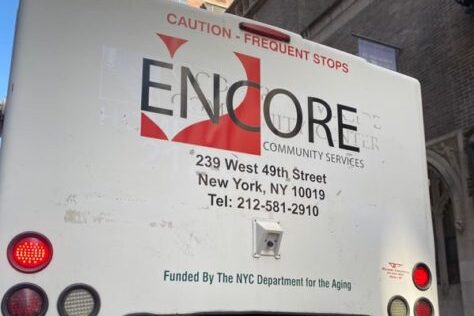 CAUTION - FREQUENT STOPS
ENCORE
COMMUNITY SERVICES
239 West 49th Street
New York, NY 10019
Tel: 212-581-2910
Funded By The NYC Department for the Aging